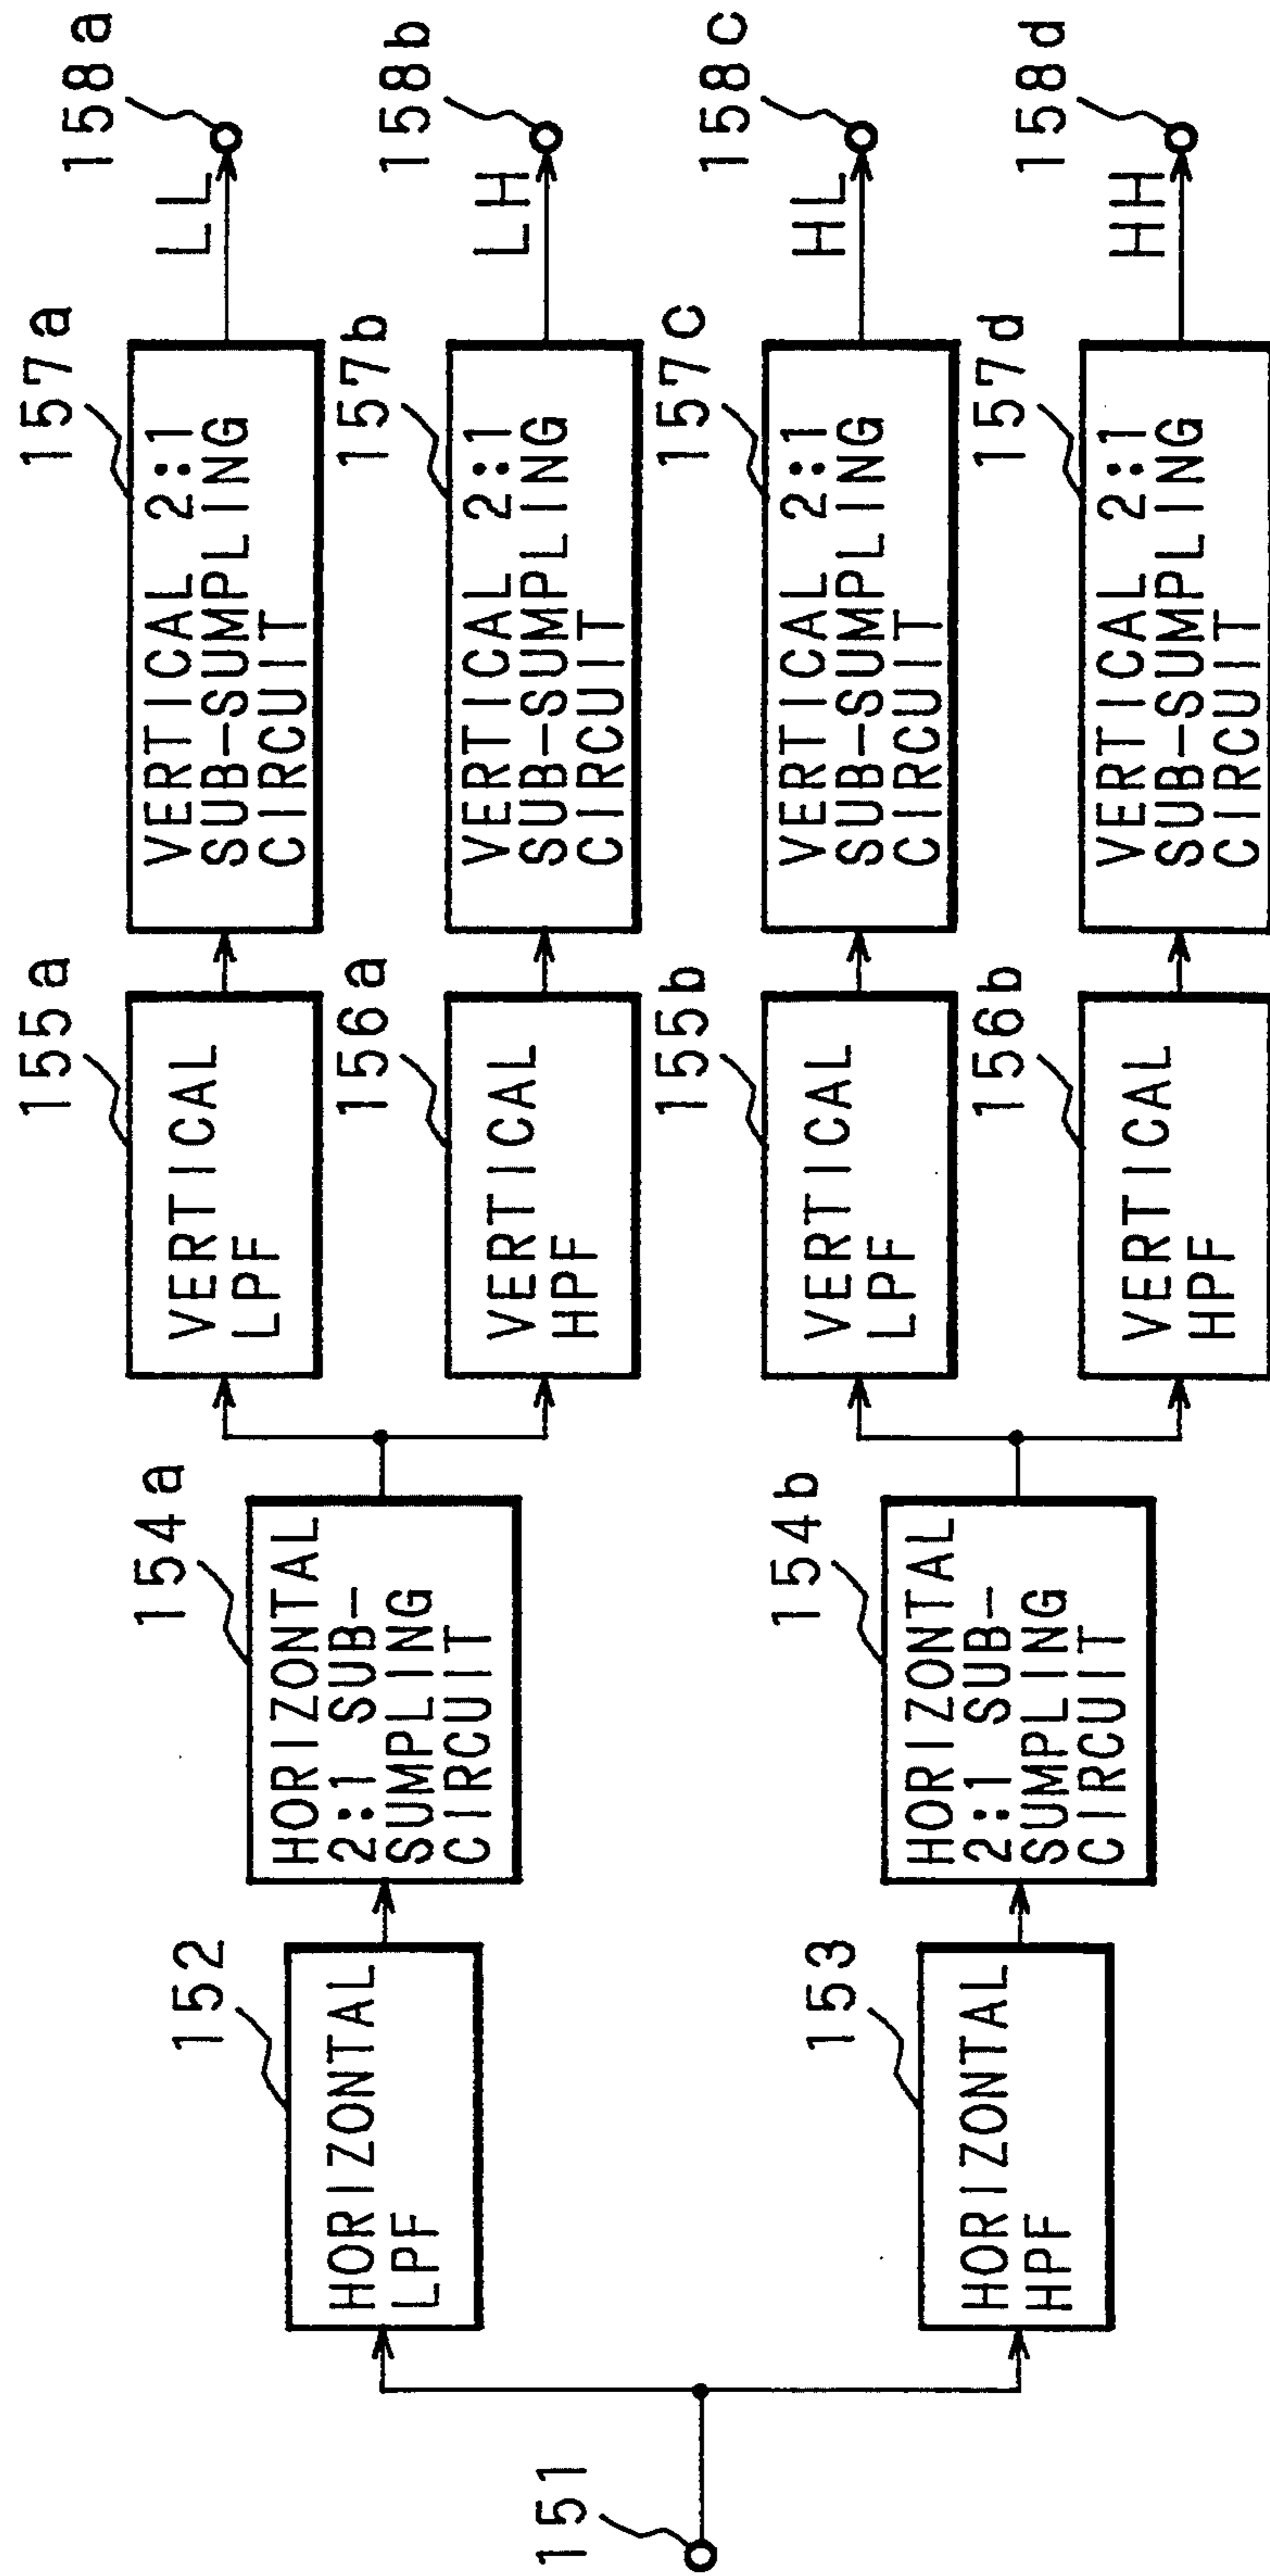 151
152
HORIZONTAL
LPF
153
HORIZONTAL
HPF
154a
HORIZONTAL
2:1 SUB-
SUMPLING
CIRCUIT
154b
HORIZONTAL
2:1 SUB-
SUMPLING
CIRCUIT
155a
VERTICAL
LPF
156a
VERTICAL
HPF
155b
VERTICAL
LPF
156b
VERTICAL
HPF
157a
VERTICAL 2:1
SUB-SUMPLING
CIRCUIT
157b
VERTICAL 2:1
SUB-SUMPLING
CIRCUIT
157c
VERTICAL 2:1
SUB-SUMPLING
CIRCUIT
157d
VERTICAL 2:1
SUB-SUMPLING
CIRCUIT
LL
158a
LH
158b
HL
158c
HH
158d